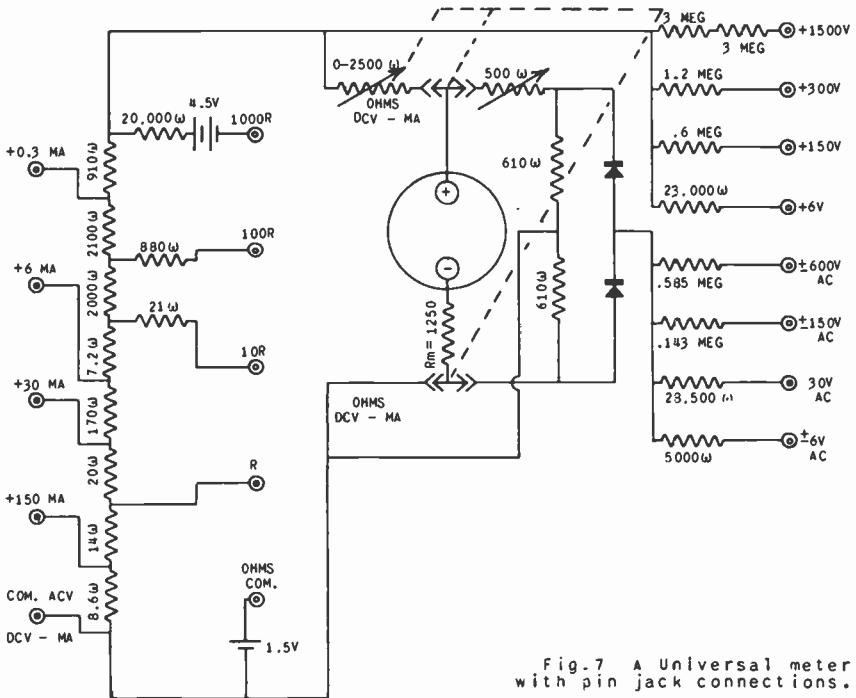 3 MEG
+1500V
3 MEG
0-2500 ω
500 ω
OHMS
DCV - MA
1.2 MEG
+300V
4.5V
20.000ω
1000R
+0.3 MA
910ω
.6 MEG
+150V
610ω
23.000ω
+6V
+
2100ω
880ω
100R
+6 MA
−
.585 MEG
±600V
AC
2000ω
21ω
610ω
Rm= 1250
.143 MEG
±150V
AC
7.2ω
10R
+30 MA
OHMS
DCV - MA
28.500 ω
30V
AC
170ω
20ω
R
5000ω
±6V
AC
+150 MA
14ω
COM. ACV
DCV - MA
8.6ω
OHMS
COM.
1.5V
Fig.7 A Universal meter
with pin jack connections.